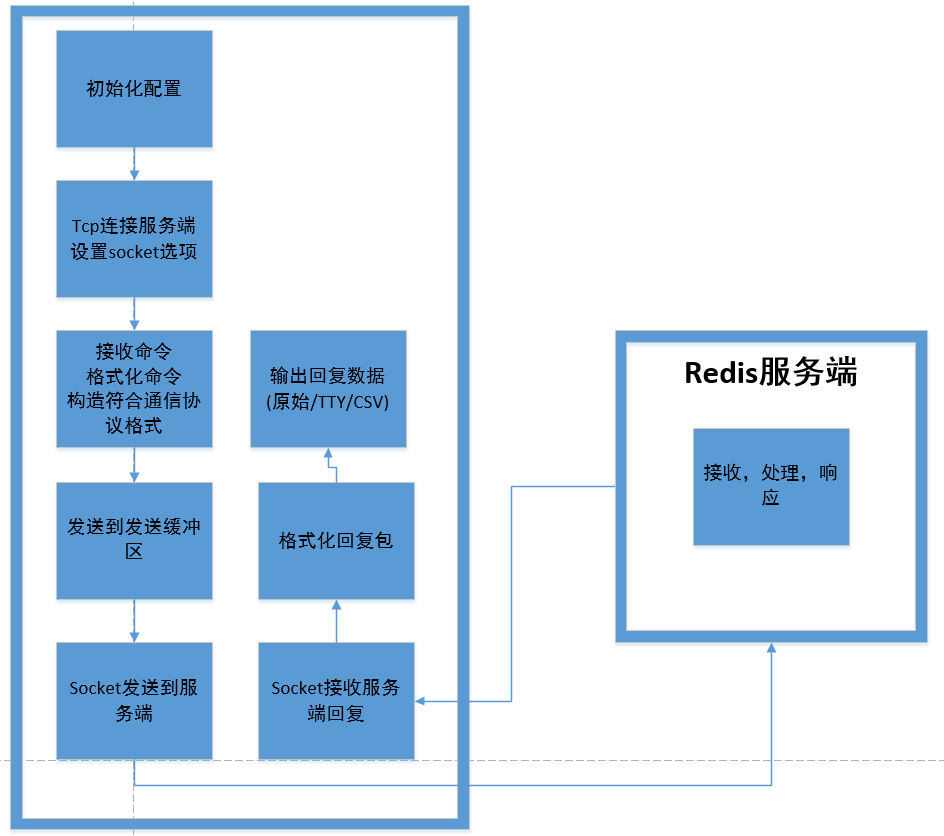 初始化配置
Tcp连接服务端
设置socket选项
接收命令
格式化命令
构造符合通信协
议格式
发送到发送缓冲
区
Socket发送到服
务端
输出回复数据
(原始/TTY/CSV)
格式化回复包
Socket接收服务
端回复
Redis服务端
接收，处理，响
应